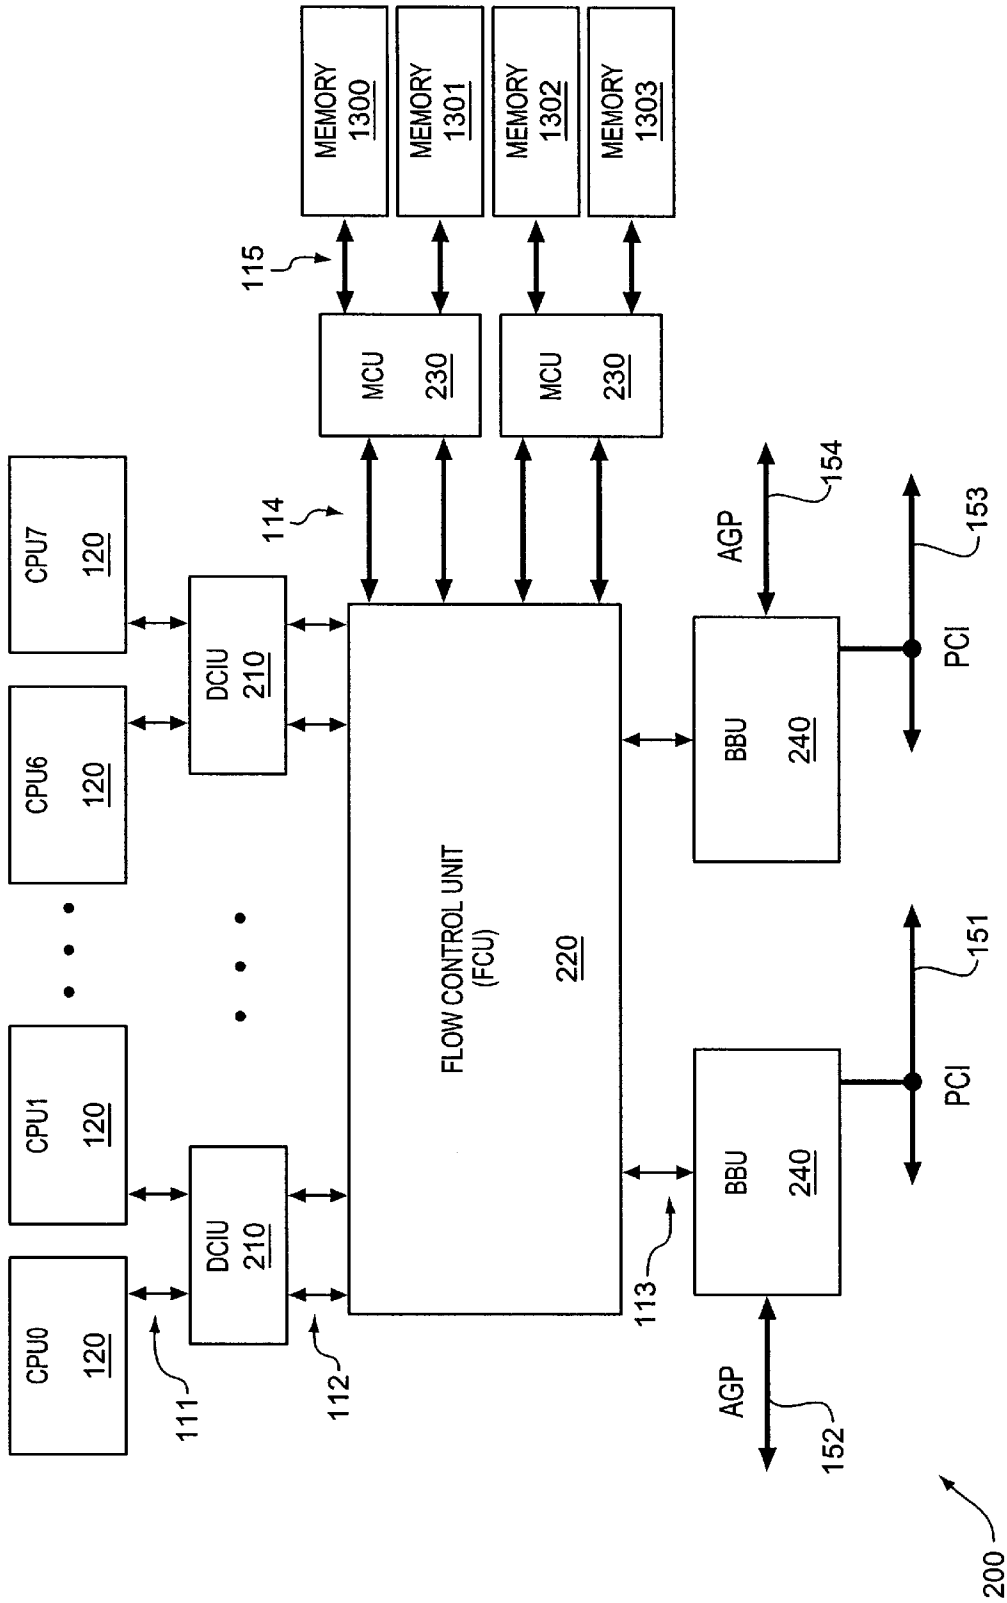 CPU0
120
CPU1
120
CPU6
120
CPU7
120
111
DCIU
210
DCIU
210
112
115
114
MEMORY
1300
MEMORY
1301
MEMORY
1302
MEMORY
1303
MCU
230
MCU
230
FLOW CONTROL UNIT
(FCU)
220
113
AGP
152
BBU
240
PCI
151
BBU
240
AGP
154
PCI
153
200